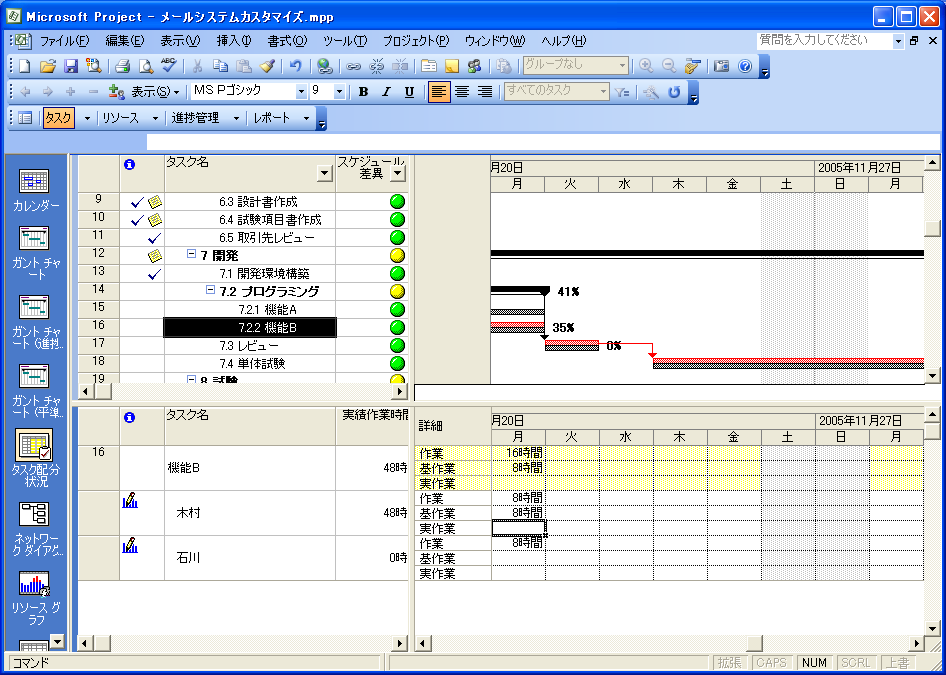 Microsoft Project - メールシステムカスタマイズ.mpp
ファイル(F) 編集(E) 表示(V) 挿入(I) 書式(O) ツール(T) プロジェクト(P) ウィンドウ(W) ヘルプ(H) 質問を入力してください
グループなし
表示(S) MS Pゴシック 9 B I U すべてのタスク
タスク リソース 進捗管理 レポート
カレンダー
ガント チャ
ート
ガント チャ
ート (進捗..
ガント チャ
ート (平準..
タスク配分
状況
ネットワー
ク ダイアグ..
リソース グ
ラフ
タスク名 スケジュール
差異
月20日 2005年11月27日
月 火 水 木 金 土 日 月
9 6.3 設計書作成
10 6.4 試験項目書作成
11 6.5 取引先レビュー
12 7 開発
13 7.1 開発環境構築
14 7.2 プログラミング 41%
15 7.2.1 機能A
16 7.2.2 機能B 35%
17 7.3 レビュー 0%
18 7.4 単体試験
19 8 試験
タスク名 実績作業時間 詳細
月20日 2005年11月27日
月 火 水 木 金 土 日 月
16 機能B 48時
作業 16時間
基作業 8時間
実作業
木村 48時
作業 8時間
基作業 8時間
実作業
石川 0時
作業 8時間
基作業
実作業
コマンド 拡張 CAPS NUM SCRL 上書